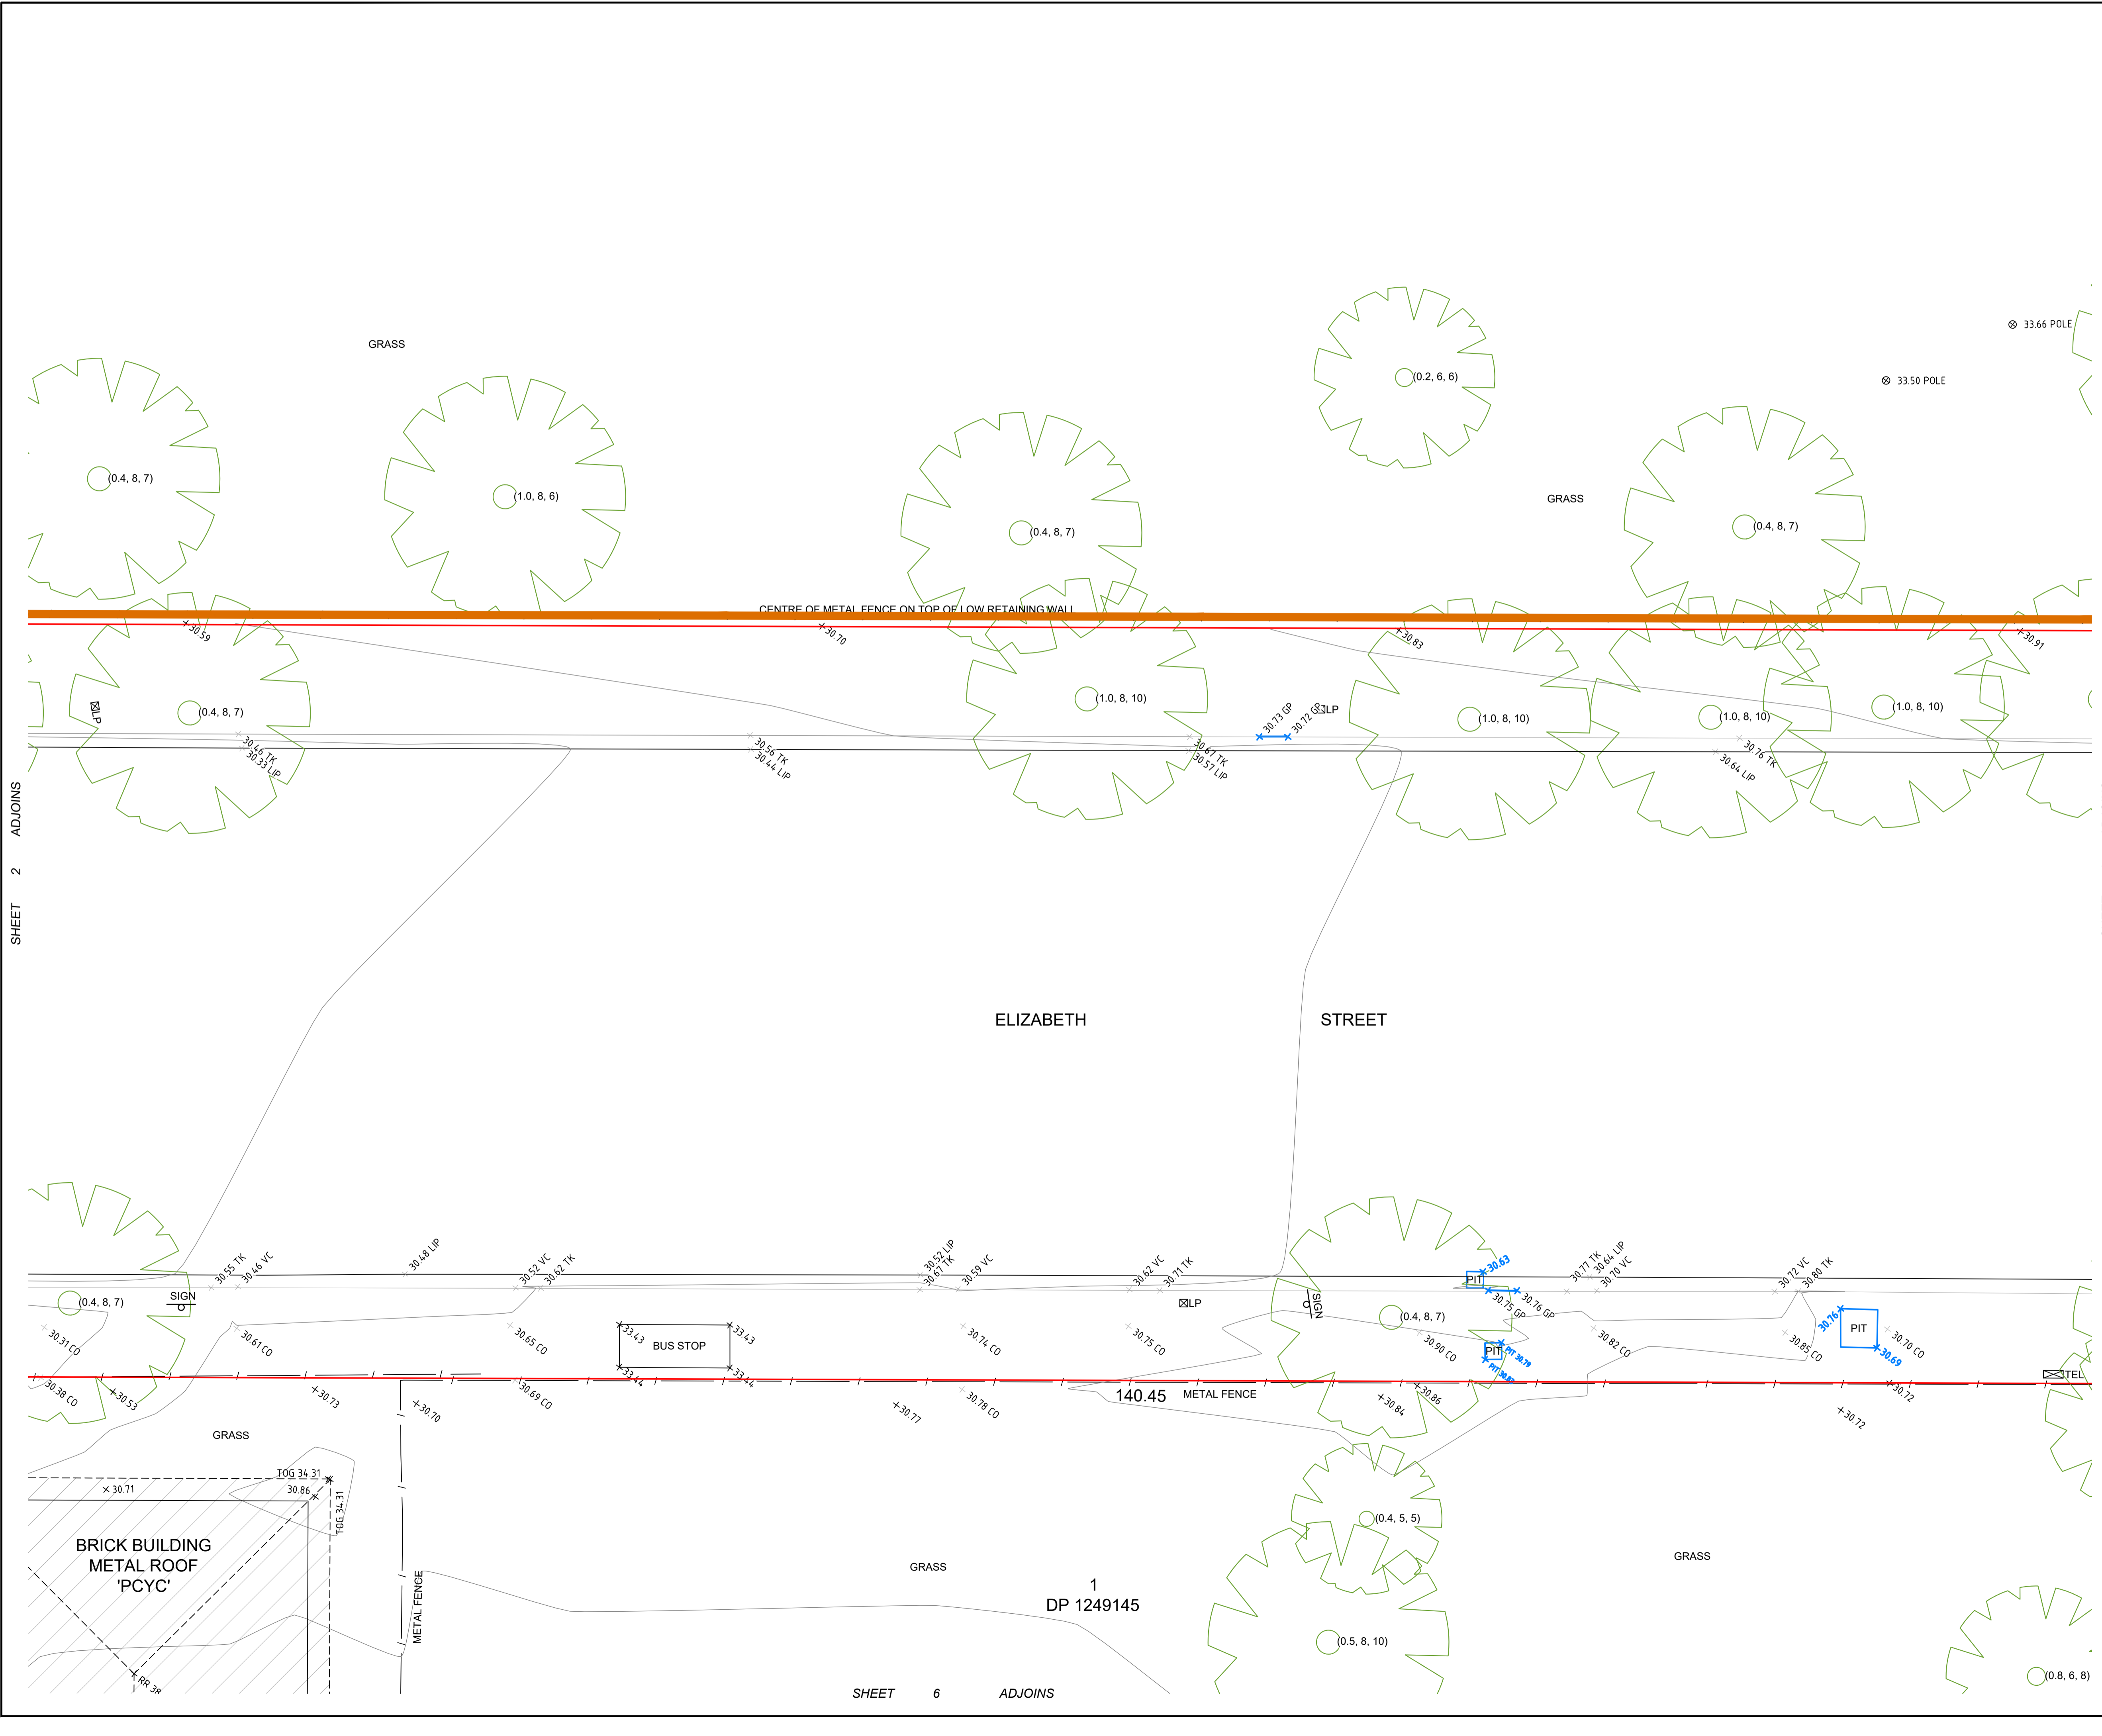 33.66 POLE
GRASS
(0.2, 6, 6)
33.50 POLE
(0.4, 8, 7)
(1.0, 8, 6)
GRASS
(0.4, 8, 7)
(0.4, 8, 7)
CENTRE OF METAL FENCE ON TOP OF LOW RETAINING WALL
30.59
30.70
30.83
30.91
(1.0, 8, 10)
(1.0, 8, 10)
LP
(0.4, 8, 7)
30.73 GP
30.72 GP
LP
(1.0, 8, 10)
(1.0, 8, 10)
30.46 TK
30.33 LIP
30.56 TK
30.44 LIP
30.67 TK
30.57 LIP
30.76 TK
30.64 LIP
SHEET 2 ADJOINS
ELIZABETH STREET
30.55 TK
30.46 VC
30.48 LIP
30.52 VC
30.62 TK
30.52 LIP
30.67 TK
30.59 VC
30.62 VC
30.71 TK
30.63
PIT
30.77 TK
30.64 LIP
30.70 VC
30.72 VC
30.80 TK
(0.4, 8, 7)
SIGN
LP
SIGN
(0.4, 8, 7)
30.75 GP
30.76 GP
30.76
PIT
30.69
30.31 CO
30.61 CO
30.65 CO
33.43
33.43
BUS STOP
33.44
33.44
30.74 CO
30.75 CO
30.90 CO
PIT
PIT 30.79
30.82 CO
30.85 CO
30.70 CO
TEL
30.38 CO
30.53
30.73
30.70
30.69 CO
30.77
30.78 CO
140.45
METAL FENCE
30.84
30.86
30.72
30.72
GRASS
TOG 34.31
30.71
30.86
TOG 34.31
BRICK BUILDING
METAL ROOF
'PCYC'
METAL FENCE
GRASS
(0.4, 5, 5)
GRASS
1
DP 1249145
(0.5, 8, 10)
(0.8, 6, 8)
RR 38
SHEET 6 ADJOINS